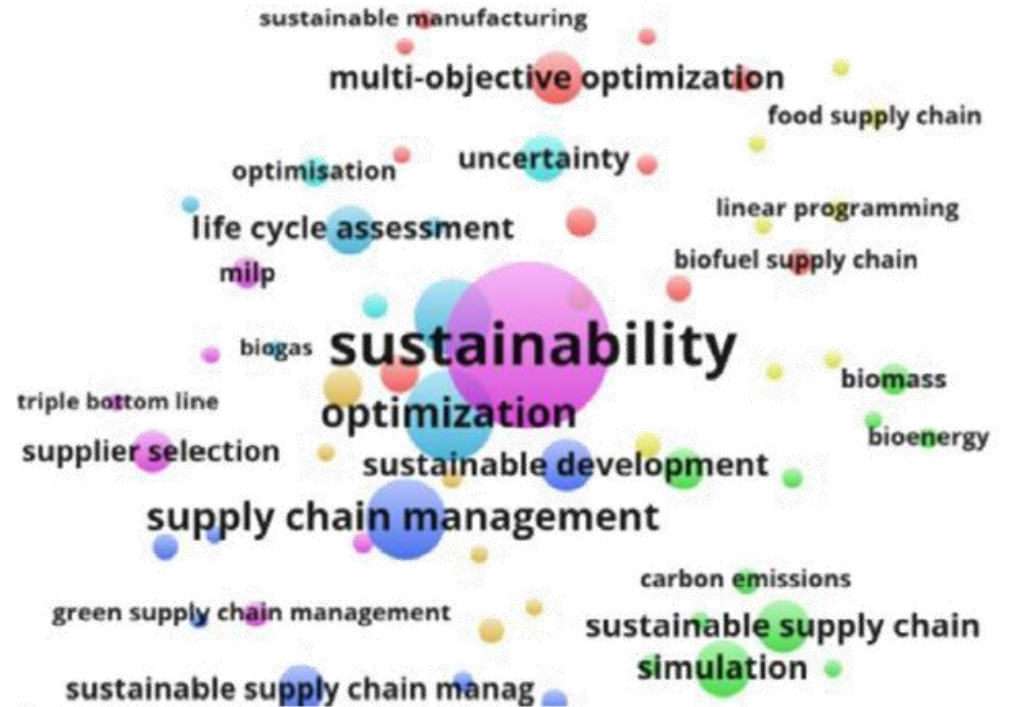 sustainable manufacturing
multi-objective optimization
food supply chain
uncertainty
optimisation
linear programming
life cycle assessment
biofuel supply chain
milp
sustainability
biogas
biomass
triple bottom line
optimization
bioenergy
supplier selection
sustainable development
supply chain management
carbon emissions
green supply chain management
sustainable supply chain
simulation
sustainable supply chain manag